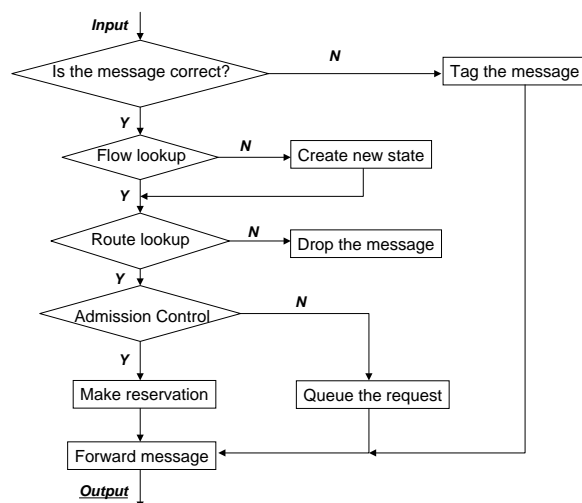 Input
Is the message correct?
N
Tag the message
Y
Flow lookup
N
Create new state
Y
Route lookup
N
Drop the message
Y
Admission Control
N
Y
Make reservation
Queue the request
Forward message
Output